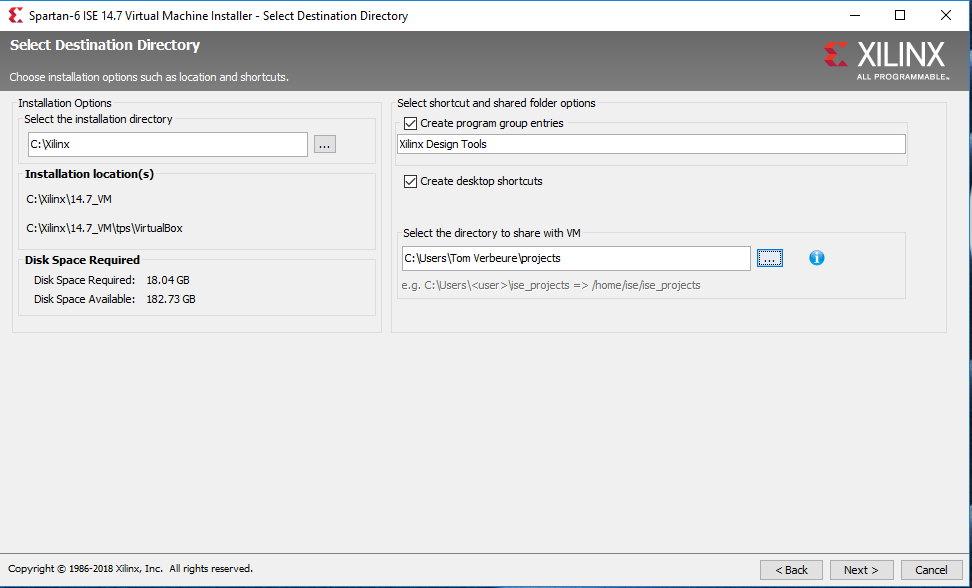 Spartan-6 ISE 14.7 Virtual Machine Installer - Select Destination Directory
Select Destination Directory
Choose installation options such as location and shortcuts.
XILINX
ALL PROGRAMMABLE™
Installation Options
Select the installation directory
C:\Xilinx
...
Installation location(s)
C:\Xilinx\14.7_VM
C:\Xilinx\14.7_VM\tps\VirtualBox
Disk Space Required
Disk Space Required: 18.04 GB
Disk Space Available: 182.73 GB
Select shortcut and shared folder options
Create program group entries
Xilinx Design Tools
Create desktop shortcuts
Select the directory to share with VM
C:\Users\Tom Verbeure\projects
...
i
e.g. C:\Users\<user>\ise_projects => /home/ise/ise_projects
Copyright © 1986-2018 Xilinx, Inc. All rights reserved.
< Back
Next >
Cancel